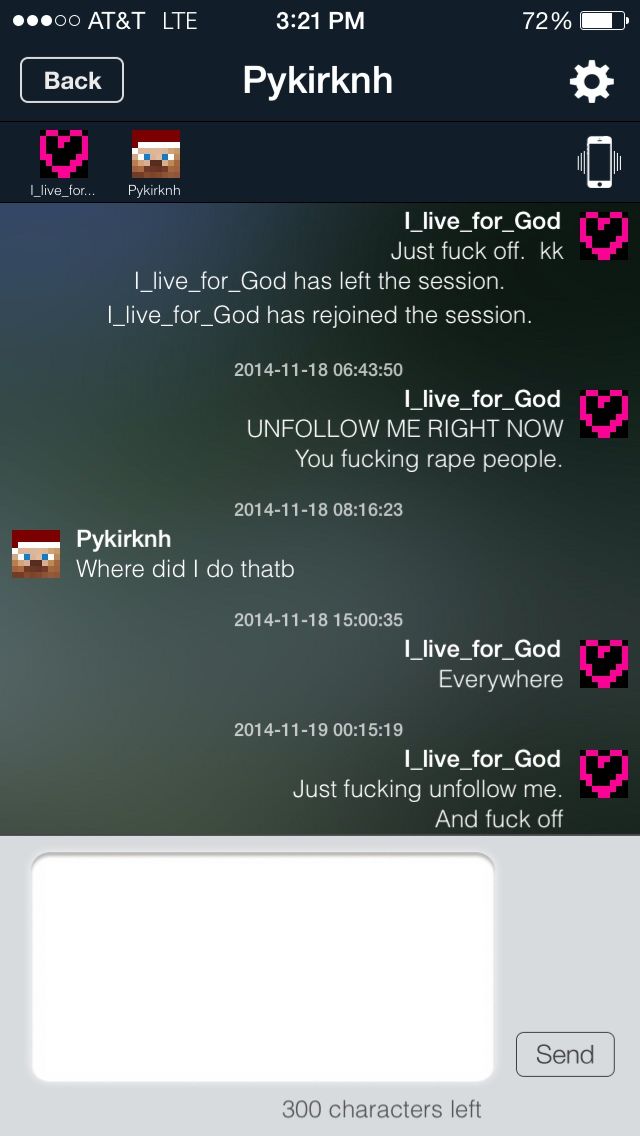 AT&T LTE 3:21 PM 72%
Back Pykirknh
I_live_for... Pykirknh
I_live_for_God
Just fuck off.  kk
I_live_for_God has left the session.
I_live_for_God has rejoined the session.
2014-11-18 06:43:50
I_live_for_God
UNFOLLOW ME RIGHT NOW
You fucking rape people.
2014-11-18 08:16:23
Pykirknh
Where did I do thatb
2014-11-18 15:00:35
I_live_for_God
Everywhere
2014-11-19 00:15:19
I_live_for_God
Just fucking unfollow me.
And fuck off
Send
300 characters left